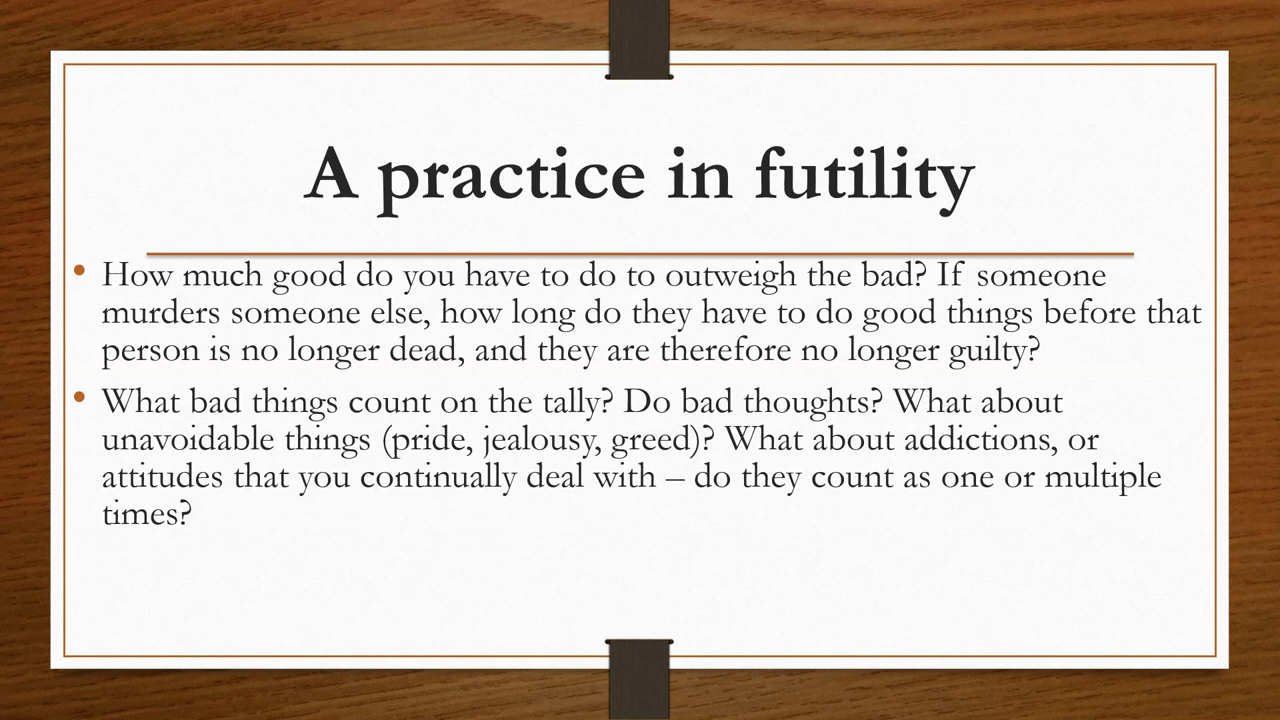 A practice in futility
• How much good do you have to do to outweigh the bad? If someone
murders someone else, how long do they have to do good things before that
person is no longer dead, and they are therefore no longer guilty?
• What bad things count on the tally? Do bad thoughts? What about
unavoidable things (pride, jealousy, greed)? What about addictions, or
attitudes that you continually deal with – do they count as one or multiple
times?